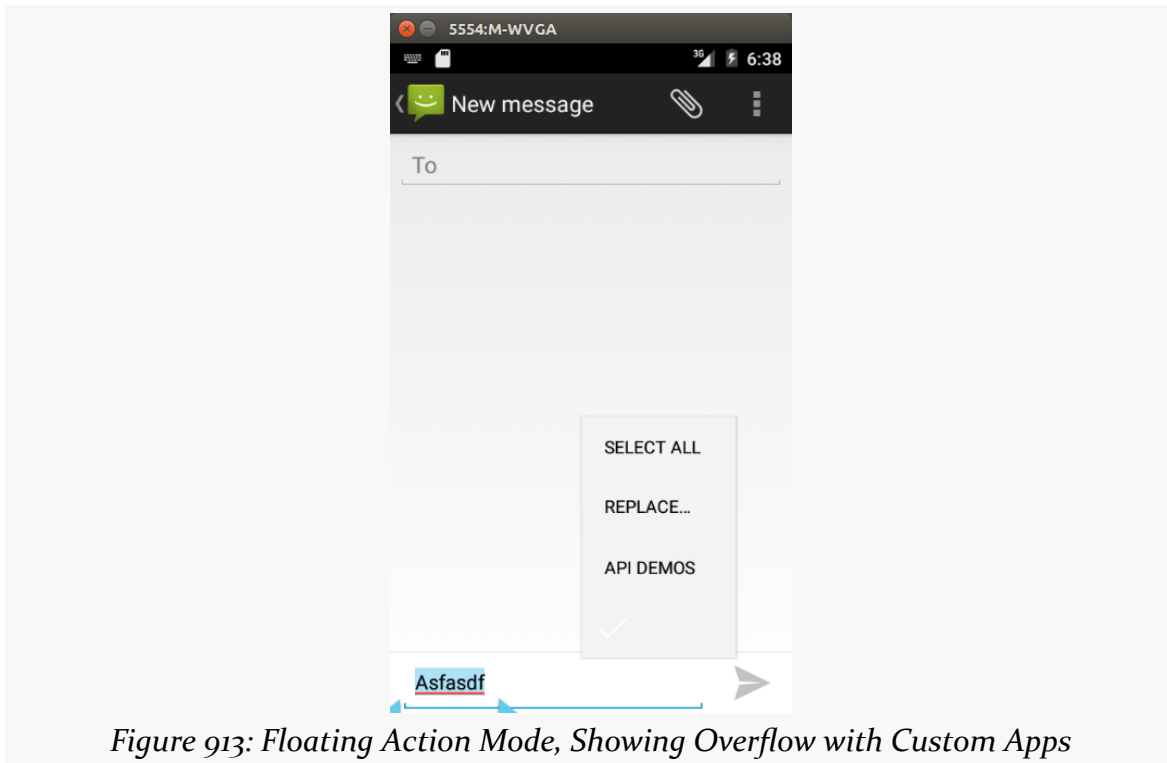 5554:M-WVGA
3G 6:38
New message
To
SELECT ALL
REPLACE...
API DEMOS
Asfasdf
Figure 913: Floating Action Mode, Showing Overflow with Custom Apps